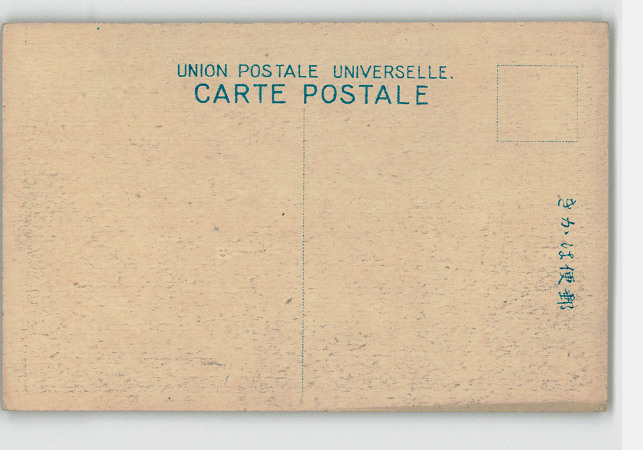 UNION POSTALE UNIVERSELLE.
CARTE POSTALE
郵便はかき